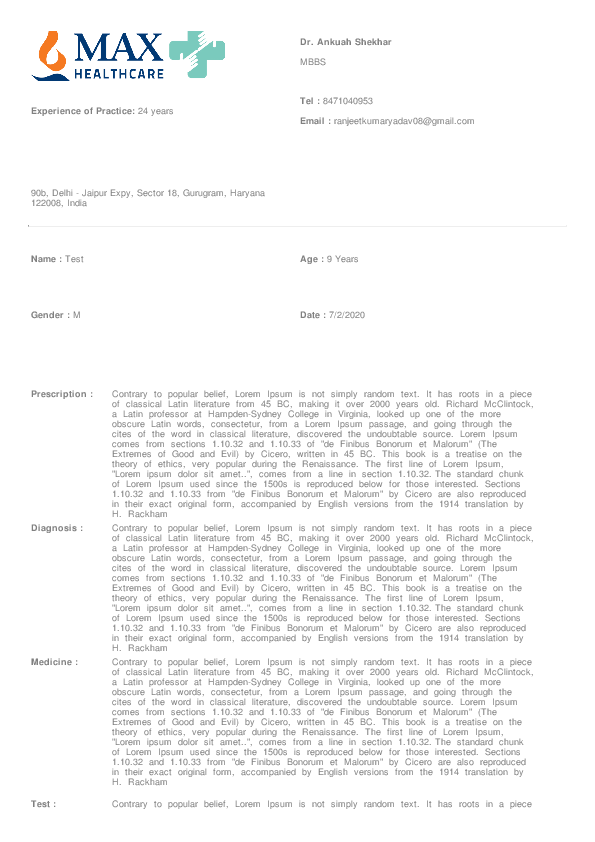 MAX
HEALTHCARE
Dr. Ankuah Shekhar
MBBS
Tel : 8471040953
Experience of Practice: 24 years
Email : ranjeetkumaryadav08@gmail.com
90b, Delhi - Jaipur Expy, Sector 18, Gurugram, Haryana
122008, India
Name : Test
Age : 9 Years
Gender : M
Date : 7/2/2020
Prescription : Contrary to popular belief, Lorem Ipsum is not simply random text. It has roots in a piece
of classical Latin literature from 45 BC, making it over 2000 years old. Richard McClintock,
a Latin professor at Hampden-Sydney College in Virginia, looked up one of the more
obscure Latin words, consectetur, from a Lorem Ipsum passage, and going through the
cites of the word in classical literature, discovered the undoubtable source. Lorem Ipsum
comes from sections 1.10.32 and 1.10.33 of "de Finibus Bonorum et Malorum" (The
Extremes of Good and Evil) by Cicero, written in 45 BC. This book is a treatise on the
theory of ethics, very popular during the Renaissance. The first line of Lorem Ipsum,
"Lorem ipsum dolor sit amet..", comes from a line in section 1.10.32. The standard chunk
of Lorem Ipsum used since the 1500s is reproduced below for those interested. Sections
1.10.32 and 1.10.33 from "de Finibus Bonorum et Malorum" by Cicero are also reproduced
in their exact original form, accompanied by English versions from the 1914 translation by
H. Rackham
Diagnosis : Contrary to popular belief, Lorem Ipsum is not simply random text. It has roots in a piece
of classical Latin literature from 45 BC, making it over 2000 years old. Richard McClintock,
a Latin professor at Hampden-Sydney College in Virginia, looked up one of the more
obscure Latin words, consectetur, from a Lorem Ipsum passage, and going through the
cites of the word in classical literature, discovered the undoubtable source. Lorem Ipsum
comes from sections 1.10.32 and 1.10.33 of "de Finibus Bonorum et Malorum" (The
Extremes of Good and Evil) by Cicero, written in 45 BC. This book is a treatise on the
theory of ethics, very popular during the Renaissance. The first line of Lorem Ipsum,
"Lorem ipsum dolor sit amet..", comes from a line in section 1.10.32. The standard chunk
of Lorem Ipsum used since the 1500s is reproduced below for those interested. Sections
1.10.32 and 1.10.33 from "de Finibus Bonorum et Malorum" by Cicero are also reproduced
in their exact original form, accompanied by English versions from the 1914 translation by
H. Rackham
Medicine : Contrary to popular belief, Lorem Ipsum is not simply random text. It has roots in a piece
of classical Latin literature from 45 BC, making it over 2000 years old. Richard McClintock,
a Latin professor at Hampden-Sydney College in Virginia, looked up one of the more
obscure Latin words, consectetur, from a Lorem Ipsum passage, and going through the
cites of the word in classical literature, discovered the undoubtable source. Lorem Ipsum
comes from sections 1.10.32 and 1.10.33 of "de Finibus Bonorum et Malorum" (The
Extremes of Good and Evil) by Cicero, written in 45 BC. This book is a treatise on the
theory of ethics, very popular during the Renaissance. The first line of Lorem Ipsum,
"Lorem ipsum dolor sit amet..", comes from a line in section 1.10.32. The standard chunk
of Lorem Ipsum used since the 1500s is reproduced below for those interested. Sections
1.10.32 and 1.10.33 from "de Finibus Bonorum et Malorum" by Cicero are also reproduced
in their exact original form, accompanied by English versions from the 1914 translation by
H. Rackham
Test : Contrary to popular belief, Lorem Ipsum is not simply random text. It has roots in a piece